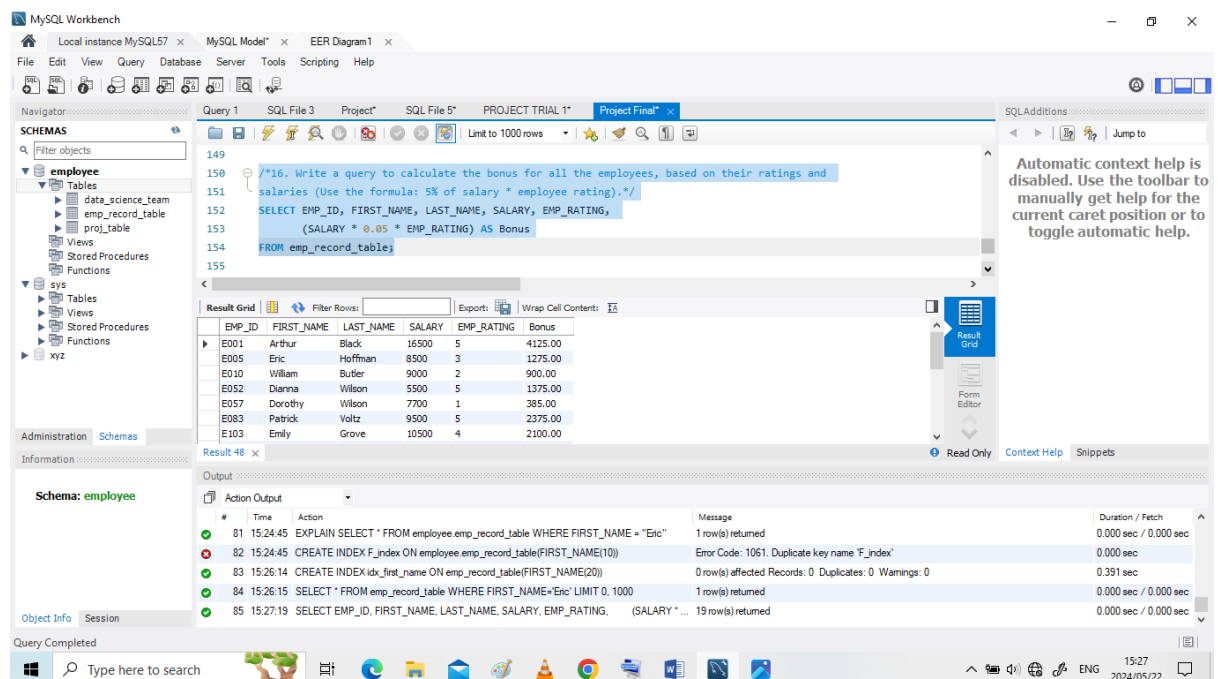 MySQL Workbench
Local instance MySQL57 × MySQL Model* × EER Diagram1 ×
File Edit View Query Database Server Tools Scripting Help
Navigator
Query 1 SQL File 3 Project* SQL File 5* PROJECT TRIAL 1* Project Final* ×
SQLAdditions
SCHEMAS
Filter objects
employee
Tables
data_science_team
emp_record_table
proj_table
Views
Stored Procedures
Functions
sys
Tables
Views
Stored Procedures
Functions
xyz
Administration Schemas
Information
Schema: employee
Object Info Session
Limit to 1000 rows
149
150 /*16. Write a query to calculate the bonus for all the employees, based on their ratings and
151 salaries (Use the formula: 5% of salary * employee rating).*/
152 SELECT EMP_ID, FIRST_NAME, LAST_NAME, SALARY, EMP_RATING,
153 (SALARY * 0.05 * EMP_RATING) AS Bonus
154 FROM emp_record_table;
155
Result Grid Filter Rows: Export: Wrap Cell Content:
EMP_ID FIRST_NAME LAST_NAME SALARY EMP_RATING Bonus
E001 Arthur Black 16500 5 4125.00
E005 Eric Hoffman 8500 3 1275.00
E010 William Butler 9000 2 900.00
E052 Dianna Wilson 5500 5 1375.00
E057 Dorothy Wilson 7700 1 385.00
E083 Patrick Voltz 9500 5 2375.00
E103 Emily Grove 10500 4 2100.00
Result Grid
Form Editor
Result 48 × Read Only
Jump to
Automatic context help is
disabled. Use the toolbar to
manually get help for the
current caret position or to
toggle automatic help.
Context Help Snippets
Output
Action Output
# Time Action Message Duration / Fetch
81 15:24:45 EXPLAIN SELECT * FROM employee.emp_record_table WHERE FIRST_NAME = "Eric" 1 row(s) returned 0.000 sec / 0.000 sec
82 15:24:45 CREATE INDEX F_index ON employee.emp_record_table(FIRST_NAME(10)) Error Code: 1061. Duplicate key name 'F_index' 0.000 sec
83 15:26:14 CREATE INDEX idx_first_name ON emp_record_table(FIRST_NAME(20)) 0 row(s) affected Records: 0 Duplicates: 0 Warnings: 0 0.391 sec
84 15:26:15 SELECT * FROM emp_record_table WHERE FIRST_NAME='Eric' LIMIT 0, 1000 1 row(s) returned 0.000 sec / 0.000 sec
85 15:27:19 SELECT EMP_ID, FIRST_NAME, LAST_NAME, SALARY, EMP_RATING, (SALARY * ... 19 row(s) returned 0.000 sec / 0.000 sec
Query Completed
Type here to search
ENG
15:27
2024/05/22